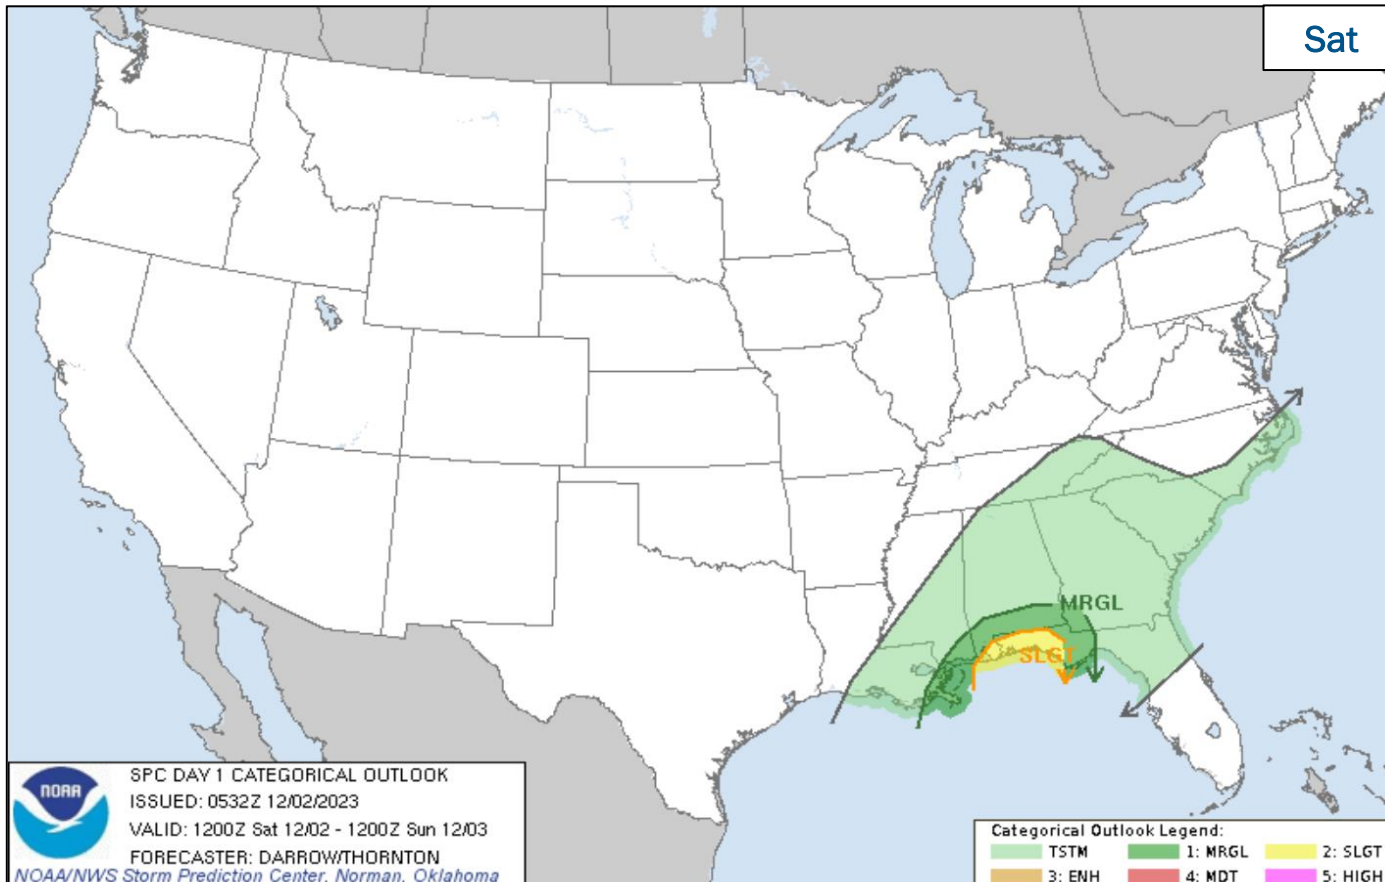 Sat
MRGL
SLGT
NOAA
SPC DAY 1 CATEGORICAL OUTLOOK
ISSUED: 0532Z 12/02/2023
VALID: 1200Z Sat 12/02 - 1200Z Sun 12/03
FORECASTER: DARROW/THORNTON
NOAA/NWS Storm Prediction Center, Norman, Oklahoma
Categorical Outlook Legend:
TSTM 1: MRGL 2: SLGT
3: ENH 4: MDT 5: HIGH